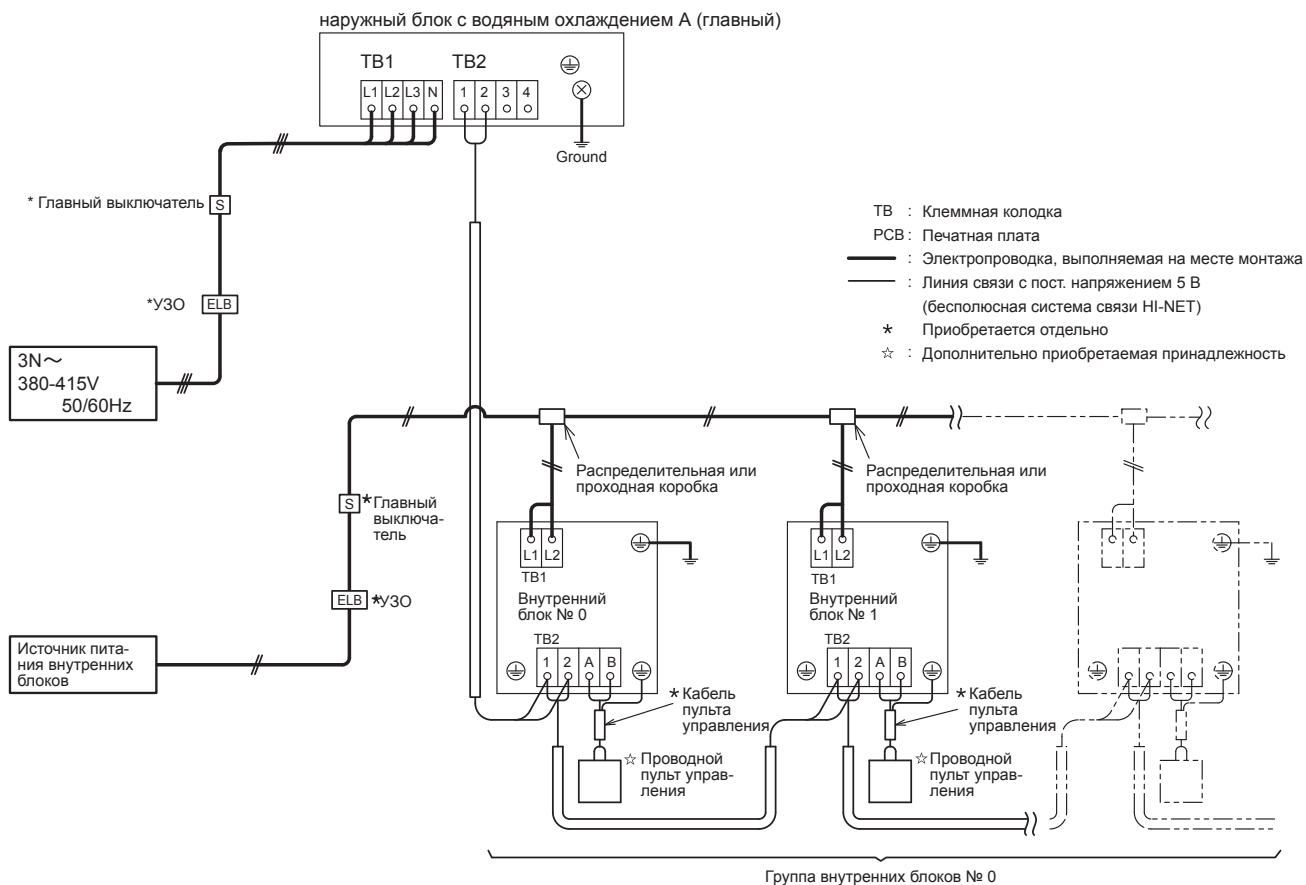 наружный блок с водяным охлаждением А (главный)
TB1 TB2
L1 L2 L3 N 1 2 3 4
Ground
* Главный выключатель S
*УЗО ELB
3N～
380-415V
50/60Hz
TB : Клеммная колодка
PCB : Печатная плата
: Электропроводка, выполняемая на месте монтажа
: Линия связи с пост. напряжением 5 В
(бесполюсная система связи HI-NET)
* Приобретается отдельно
☆ : Дополнительно приобретаемая принадлежность
Распределительная или
проходная коробка
Распределительная или
проходная коробка
S *Главный
выключа-
тель
ELB *УЗО
Источник пита-
ния внутренних
блоков
L1 L2
TB1
Внутренний
блок № 0
TB2
1 2 A B
* Кабель
пульта
управления
☆ Проводной
пульт управ-
ления
L1 L2
TB1
Внутренний
блок № 1
TB2
1 2 A B
* Кабель
пульта
управления
☆ Проводной
пульт управ-
ления
Группа внутренних блоков № 0